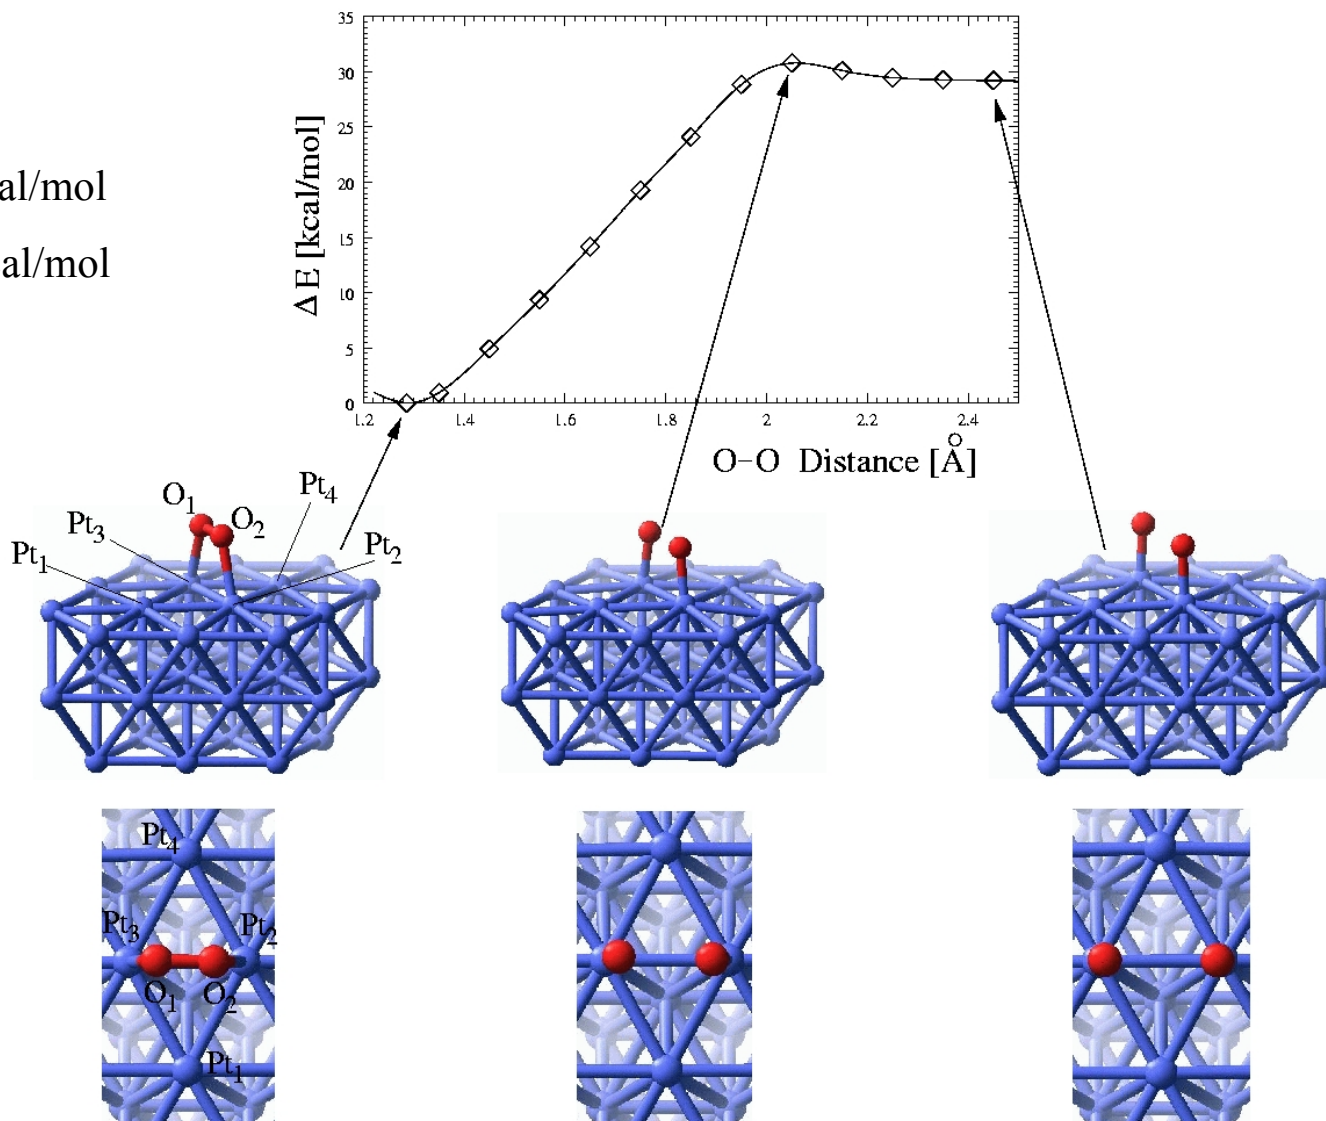 35
30
25
20
15
10
5
0
ΔE [kcal/mol]
1.2 1.4 1.6 1.8 2 2.2 2.4
O-O Distance [Å]
al/mol
al/mol
O1
O2
Pt4
Pt3
Pt2
Pt1
Pt4
Pt3 Pt2
O1 O2
Pt1